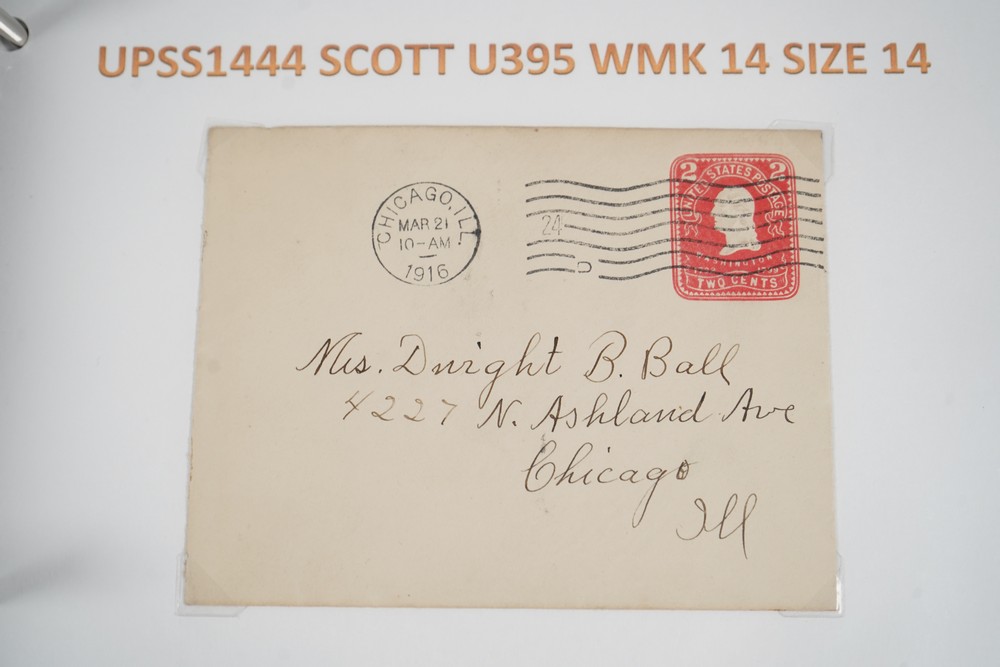 UPSS1444 SCOTT U395 WMK 14 SIZE 14
CHICAGO, ILL.
MAR 21
10-AM
1916
24
D
2 2
UNITED STATES POSTAGE
WASHINGTON
TWO CENTS
Mrs. Dwight B. Ball
4227 N. Ashland Ave
Chicago
Ill